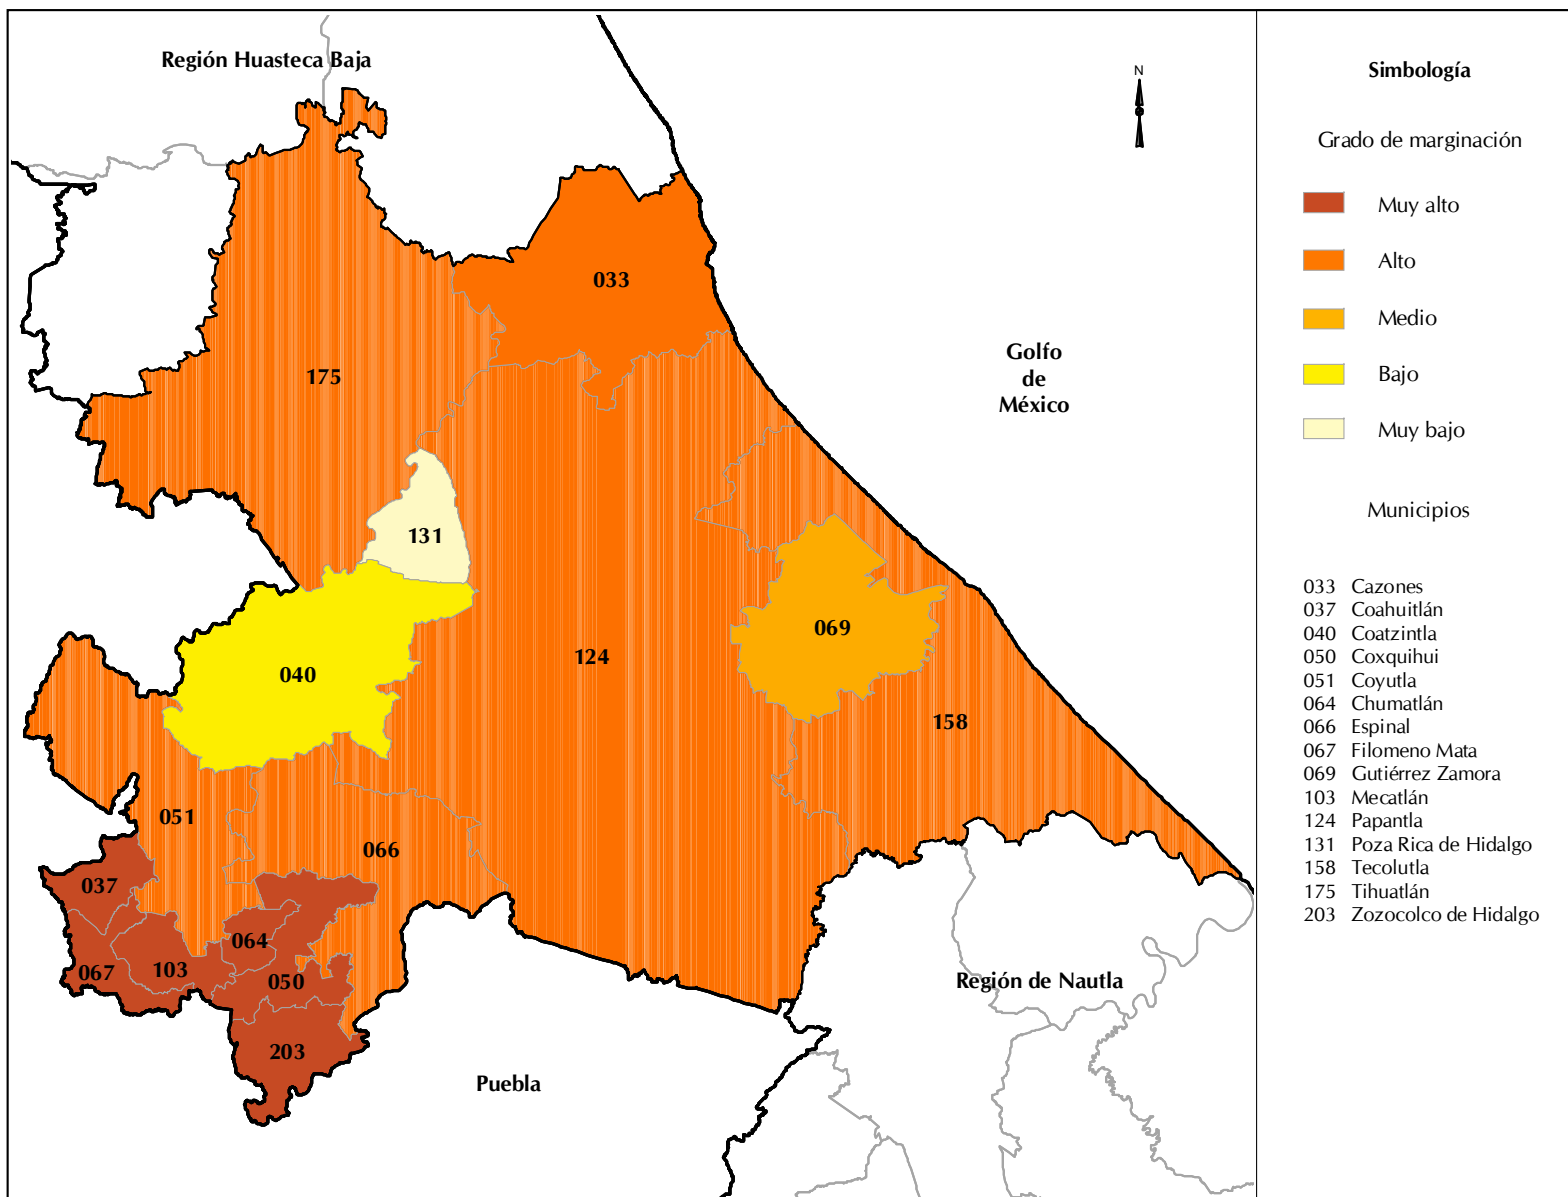 Región Huasteca Baja
N
033
175
Golfo
de
México
131
069
040
124
158
051
066
037
064
067
103
050
203
Región de Nautla
Puebla
Simbología
Grado de marginación
Muy alto
Alto
Medio
Bajo
Muy bajo
Municipios
033 Cazones
037 Coahuitlán
040 Coatzintla
050 Coxquihui
051 Coyutla
064 Chumatlán
066 Espinal
067 Filomeno Mata
069 Gutiérrez Zamora
103 Mecatlán
124 Papantla
131 Poza Rica de Hidalgo
158 Tecolutla
175 Tihuatlán
203 Zozocolco de Hidalgo